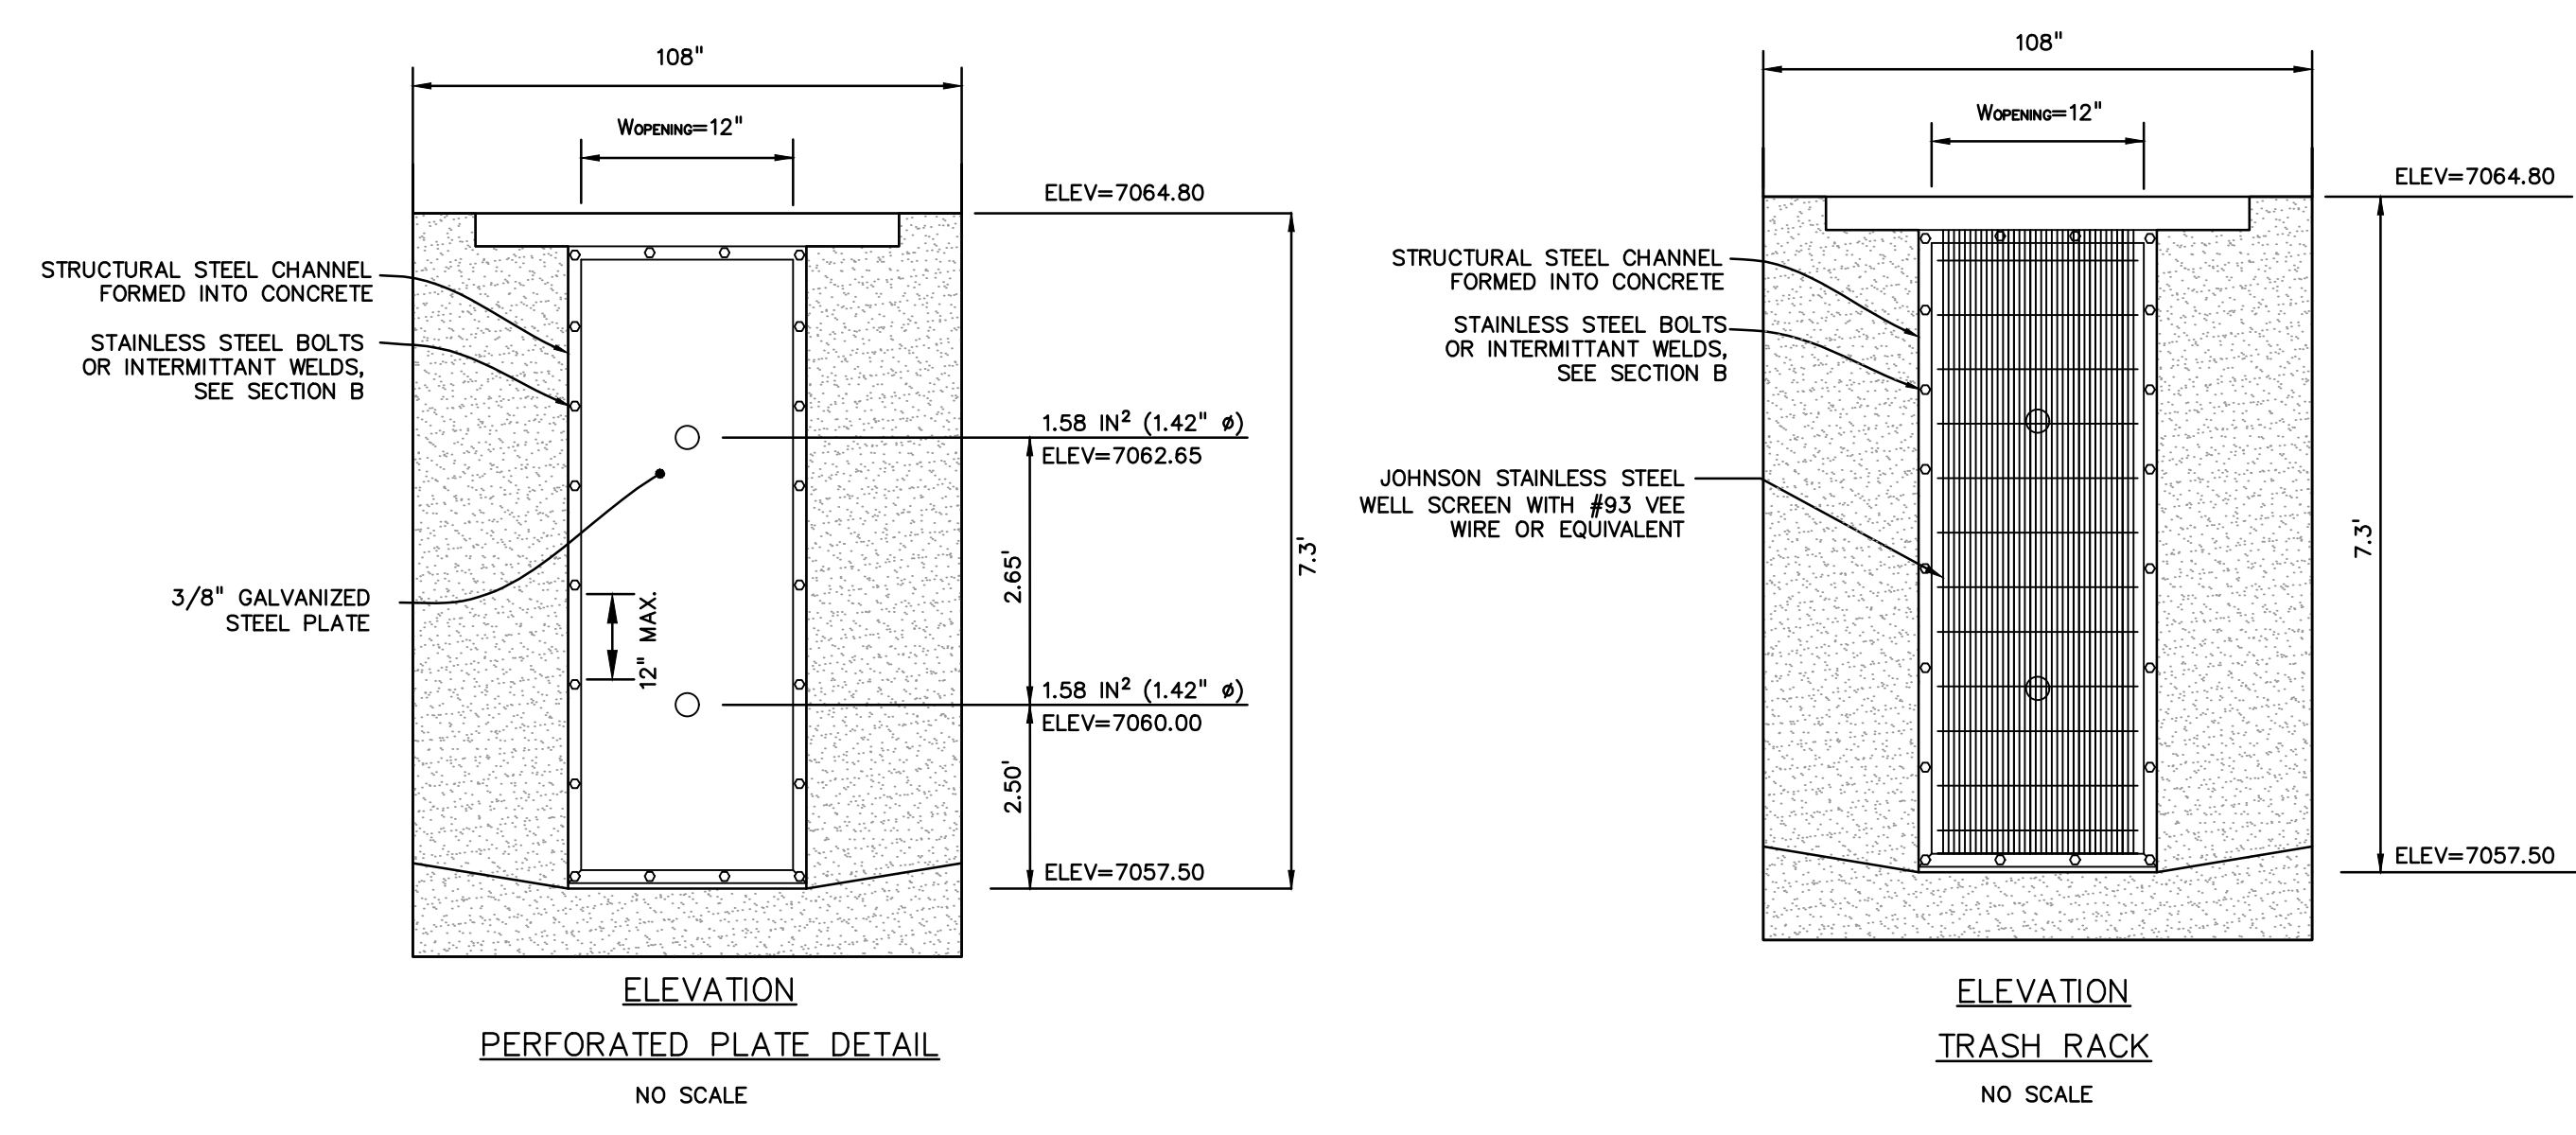 108"
WOPENING=12"
ELEV=7064.80
STRUCTURAL STEEL CHANNEL
FORMED INTO CONCRETE
STAINLESS STEEL BOLTS
OR INTERMITTANT WELDS,
SEE SECTION B
1.58 IN² (1.42" ø)
ELEV=7062.65
3/8" GALVANIZED
STEEL PLATE
12" MAX.
2.65'
7.3'
1.58 IN² (1.42" ø)
ELEV=7060.00
2.50'
ELEV=7057.50
ELEVATION
PERFORATED PLATE DETAIL
NO SCALE
108"
WOPENING=12"
ELEV=7064.80
STRUCTURAL STEEL CHANNEL
FORMED INTO CONCRETE
STAINLESS STEEL BOLTS
OR INTERMITTANT WELDS,
SEE SECTION B
JOHNSON STAINLESS STEEL
WELL SCREEN WITH #93 VEE
WIRE OR EQUIVALENT
7.3'
ELEV=7057.50
ELEVATION
TRASH RACK
NO SCALE